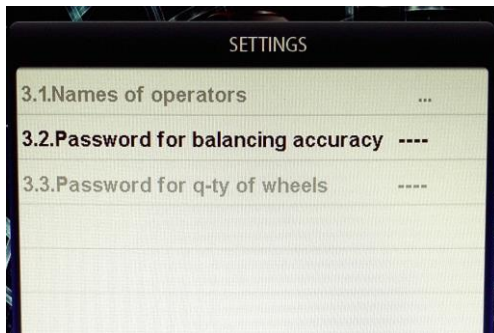 SETTINGS
3.1.Names of operators ...
3.2.Password for balancing accuracy ----
3.3.Password for q-ty of wheels ----